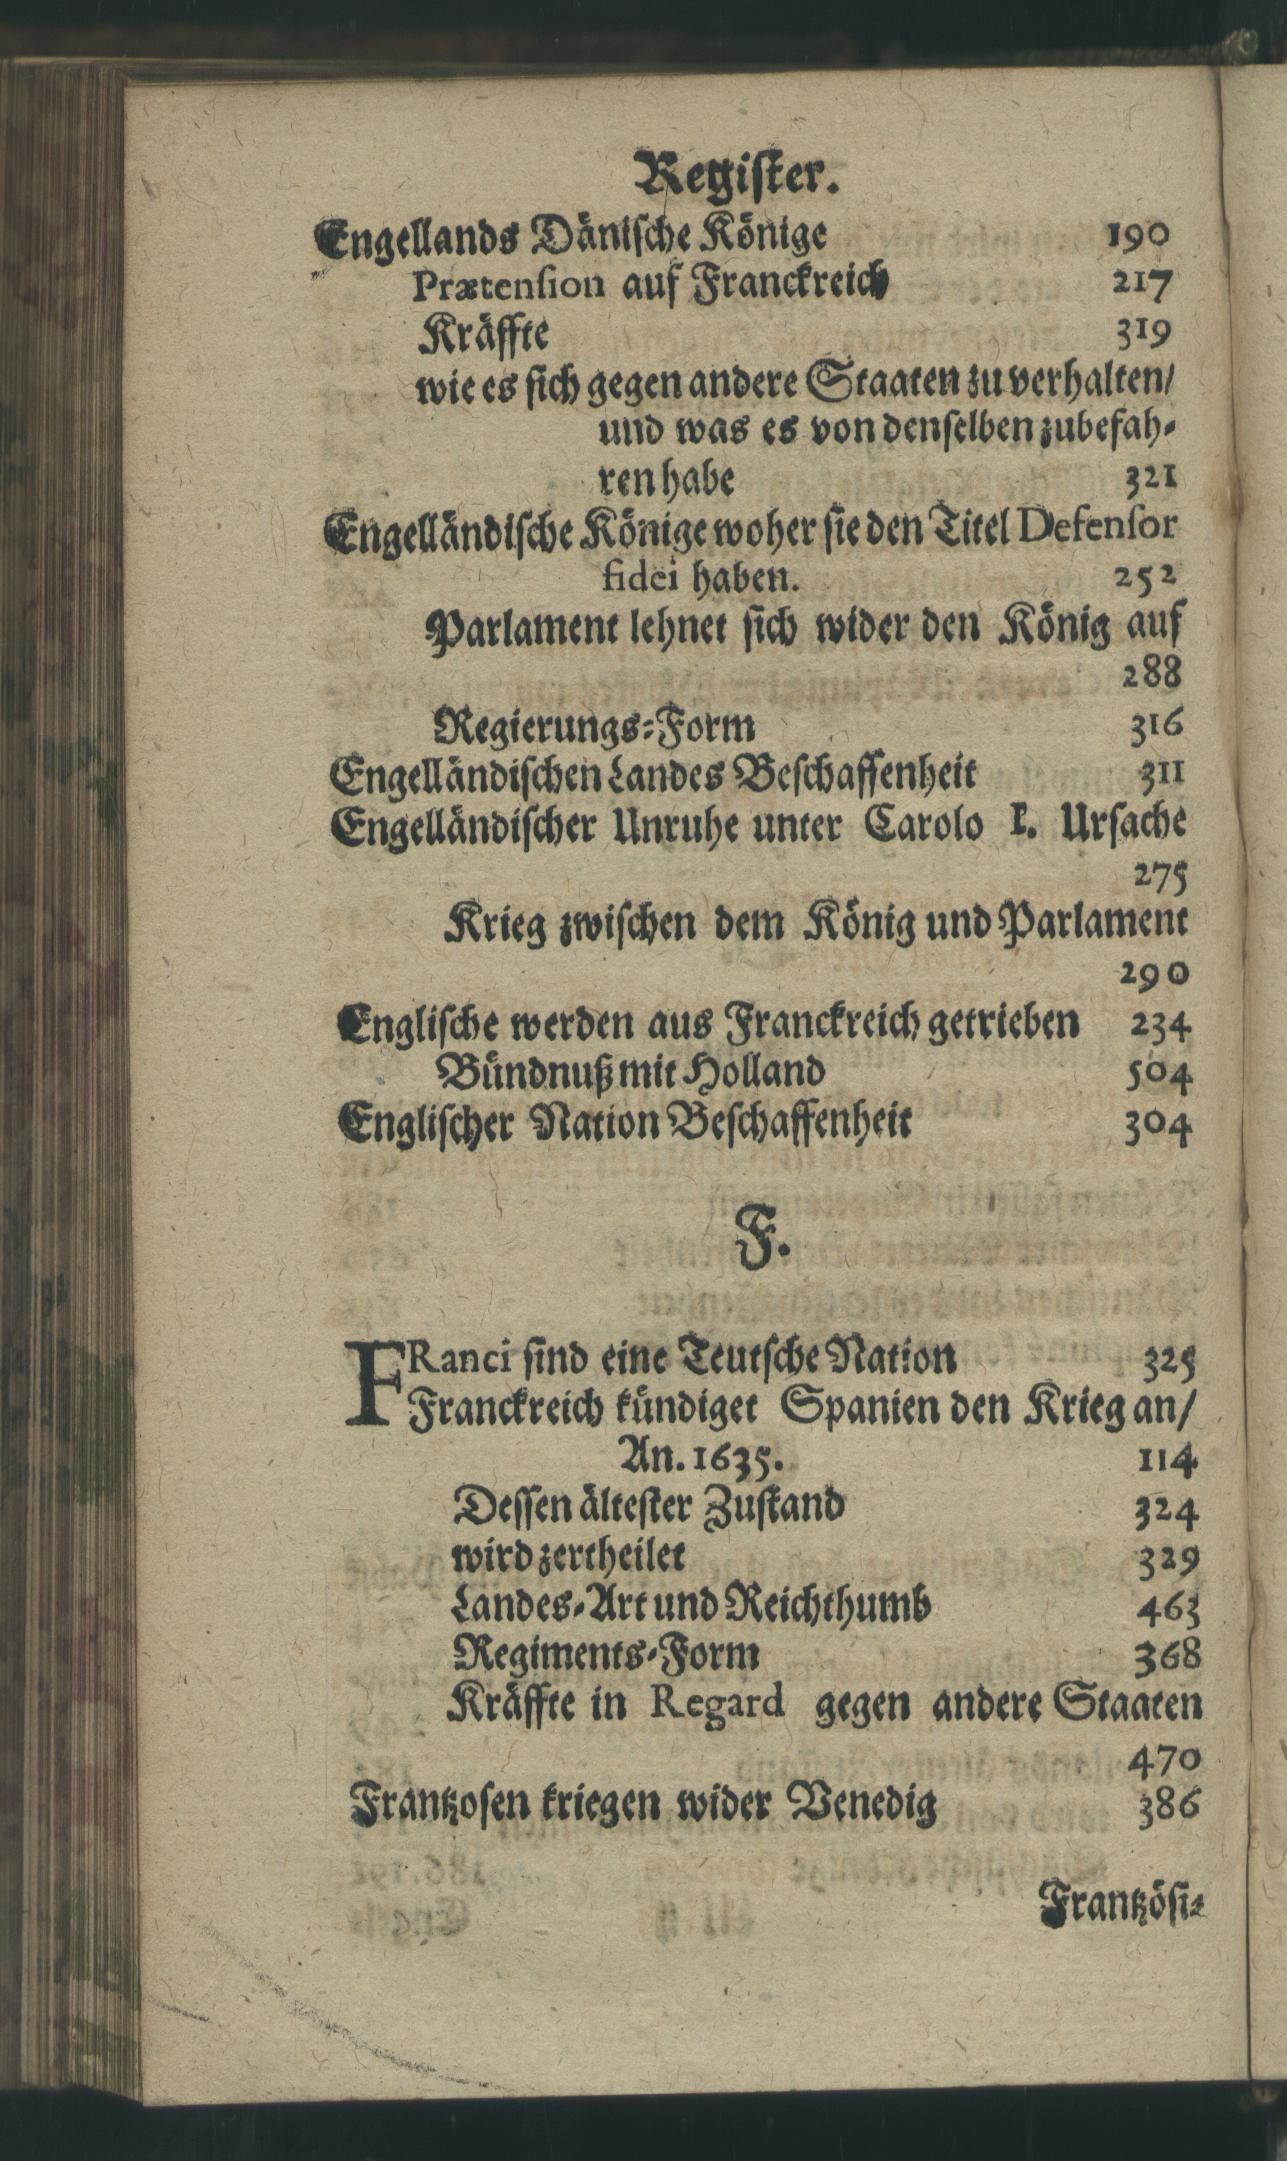 Register.
Engellands Dänische Könige 190
Prætension auf Franckreich 217
Kräffte 319
wie es sich gegen andere Staaten zu verhalten/
und was es von denselben zubefah-
ren habe 321
Engelländische Könige woher sie den Titel Defensor
fidei haben. 252
Parlament lehnet sich wider den König auf
288
Regierungs-Form 316
Engelländischen Landes Beschaffenheit 311
Engelländischer Unruhe unter Carolo I. Ursache
275
Krieg zwischen dem König und Parlament
290
Englische werden aus Franckreich getrieben 234
Bündnuß mit Holland 504
Englischer Nation Beschaffenheit 304
F.
FRanci sind eine Teutsche Nation 325
Franckreich kündiget Spanien den Krieg an/
An. 1635. 114
Dessen ältester Zustand 324
wird zertheilet 329
Landes-Art und Reichthumb 463
Regiments-Form 368
Kräffte in Regard gegen andere Staaten
470
Frantzosen kriegen wider Venedig 386
Frantzösi-